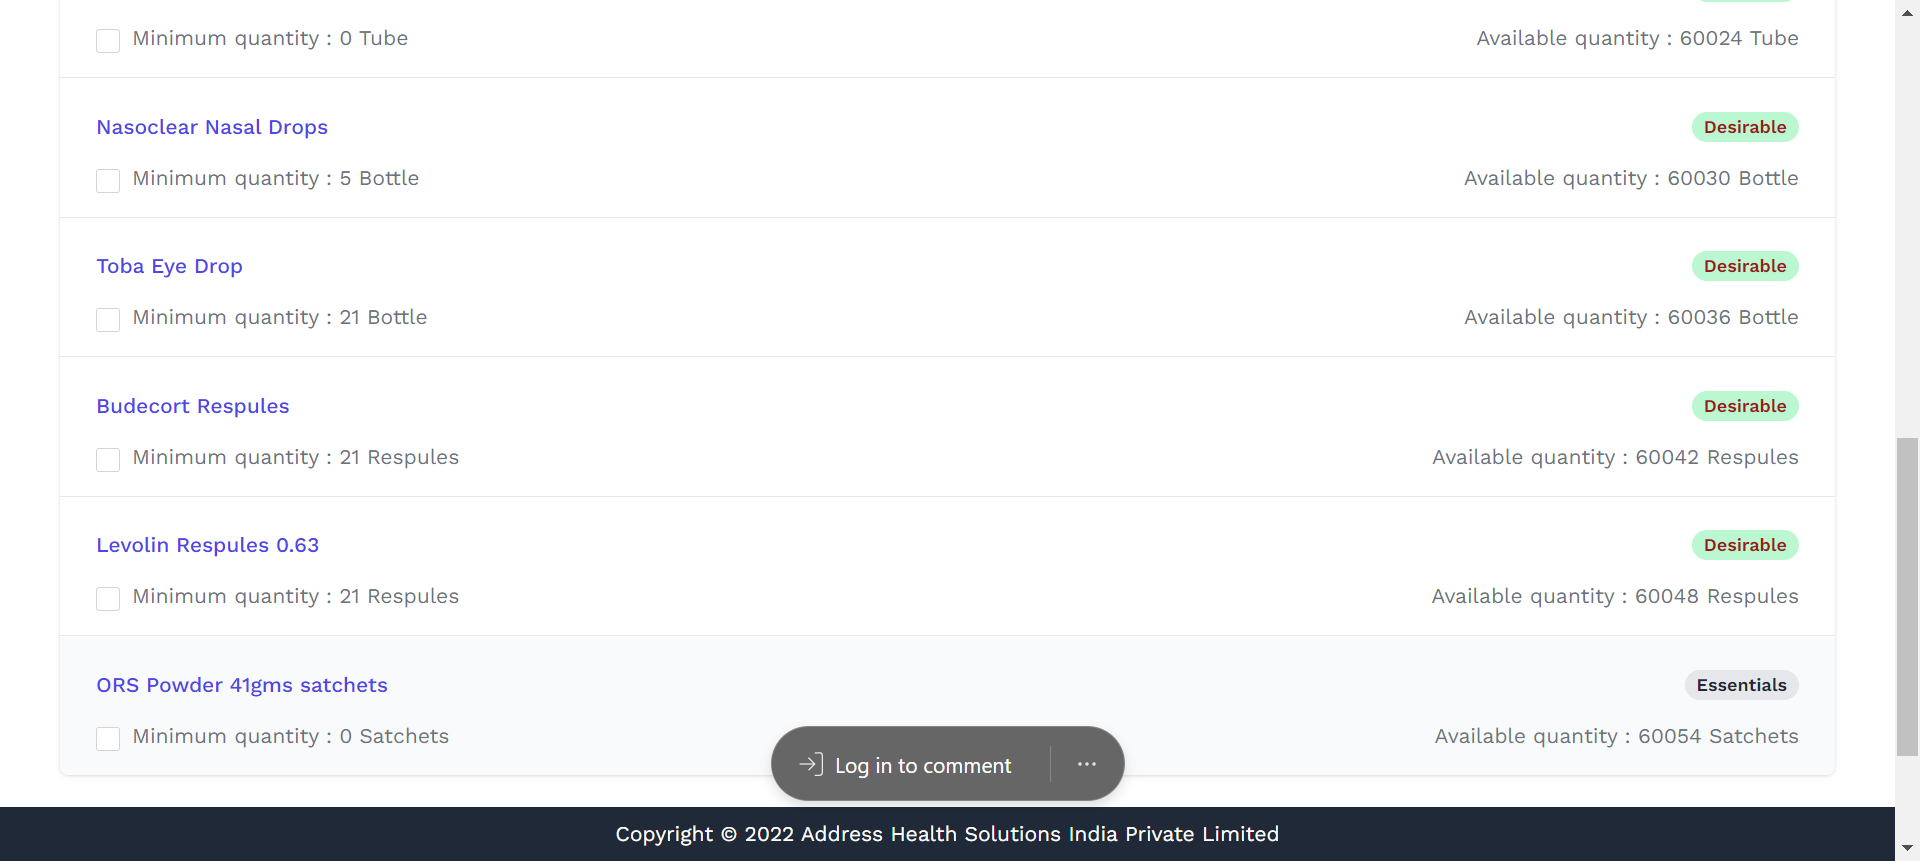 Minimum quantity : 0 Tube
Available quantity : 60024 Tube
Nasoclear Nasal Drops
Desirable
Minimum quantity : 5 Bottle
Available quantity : 60030 Bottle
Toba Eye Drop
Desirable
Minimum quantity : 21 Bottle
Available quantity : 60036 Bottle
Budecort Respules
Desirable
Minimum quantity : 21 Respules
Available quantity : 60042 Respules
Levolin Respules 0.63
Desirable
Minimum quantity : 21 Respules
Available quantity : 60048 Respules
ORS Powder 41gms satchets
Essentials
Minimum quantity : 0 Satchets
Available quantity : 60054 Satchets
Log in to comment
Copyright © 2022 Address Health Solutions India Private Limited